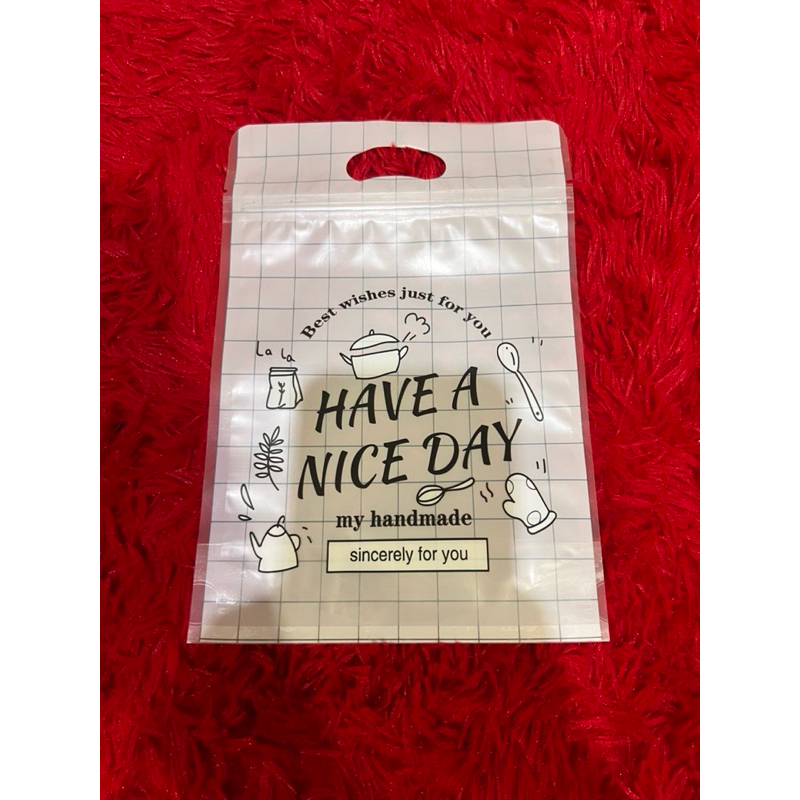 Best wishes just for you
La La
HAVE A
NICE DAY
my handmade
sincerely for you